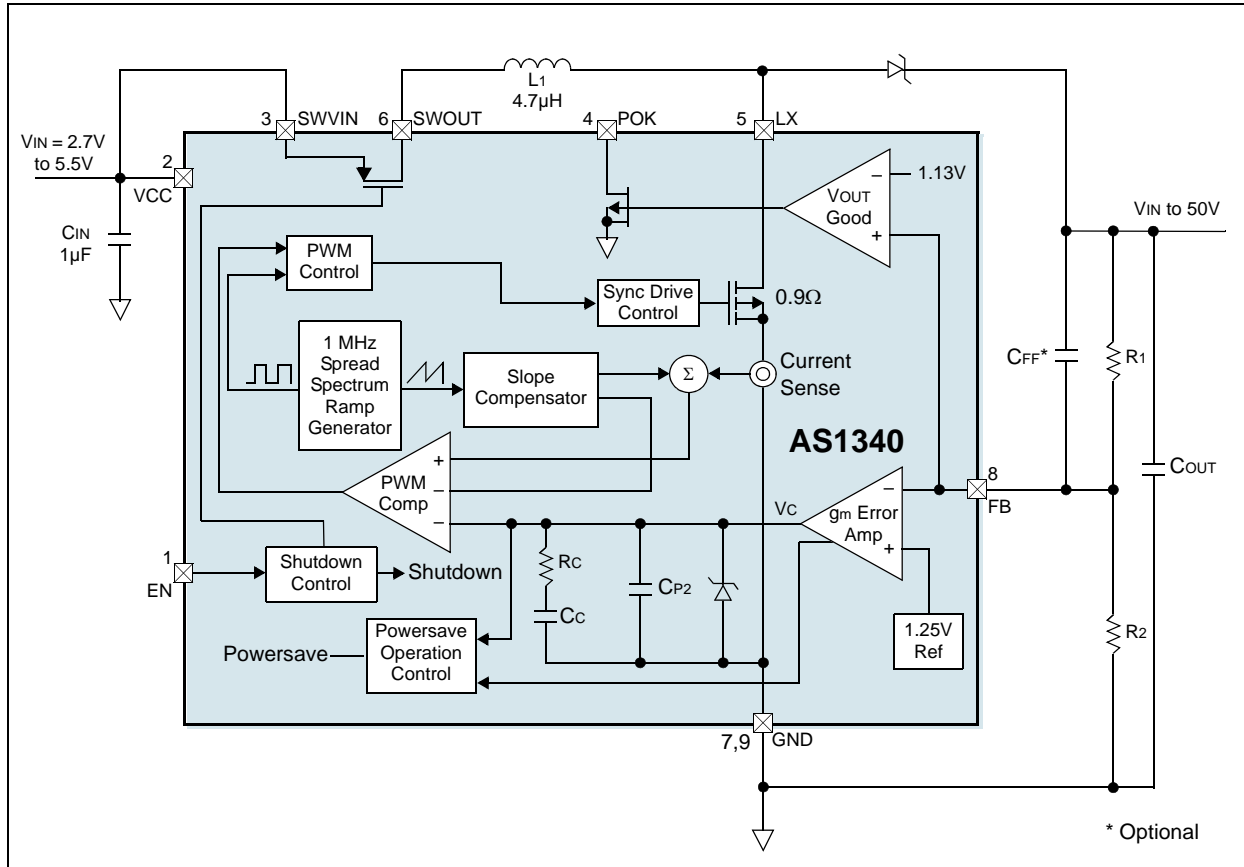 L1
4.7µH
3
SWVIN
6
SWOUT
4
POK
5
LX
VIN = 2.7V
to 5.5V
2
VCC
CIN
1µF
1.13V
VOUT
Good
−
+
VIN to 50V
PWM
Control
Sync Drive
Control
0.9Ω
1 MHz
Spread
Spectrum
Ramp
Generator
Slope
Compensator
Σ
Current
Sense
CFF*
R1
AS1340
COUT
PWM
Comp
+
−
−
VC
gm Error
Amp
−
+
8
FB
1
EN
Shutdown
Control
Shutdown
RC
CC
CP2
1.25V
Ref
R2
Powersave
Powersave
Operation
Control
7,9
GND
* Optional